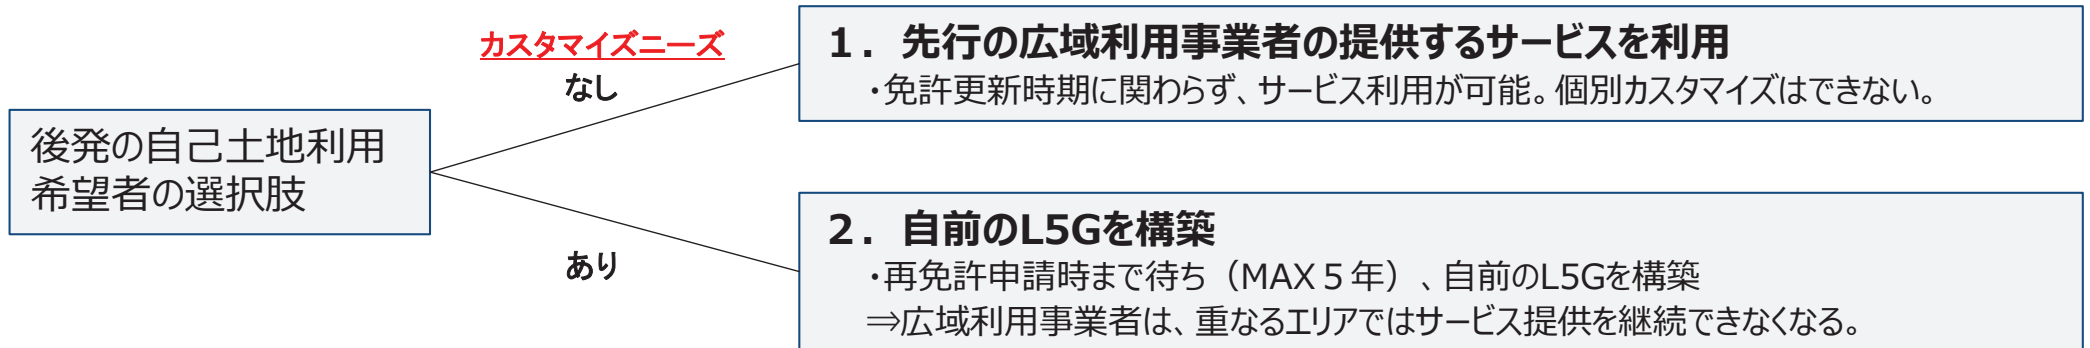 カスタマイズニーズ
なし
1．先行の広域利用事業者の提供するサービスを利用
・免許更新時期に関わらず、サービス利用が可能。個別カスタマイズはできない。
後発の自己土地利用
希望者の選択肢
あり
2．自前のL5Gを構築
・再免許申請時まで待ち（MAX５年）、自前のL5Gを構築
⇒広域利用事業者は、重なるエリアではサービス提供を継続できなくなる。